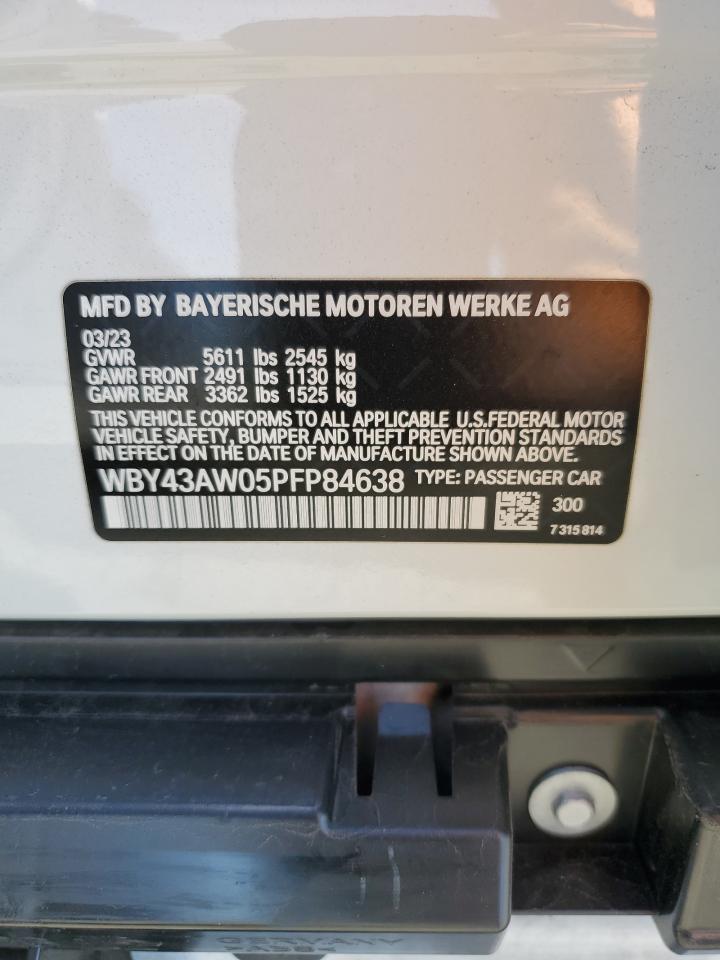 MFD BY BAYERISCHE MOTOREN WERKE AG
03/23
GVWR 5611 lbs 2545 kg
GAWR FRONT 2491 lbs 1130 kg
GAWR REAR 3362 lbs 1525 kg
THIS VEHICLE CONFORMS TO ALL APPLICABLE U.S.FEDERAL MOTOR
VEHICLE SAFETY, BUMPER AND THEFT PREVENTION STANDARDS
IN EFFECT ON THE DATE OF MANUFACTURE SHOWN ABOVE.
WBY43AW05PFP84638 TYPE: PASSENGER CAR
300
7 315 814
GERMANY